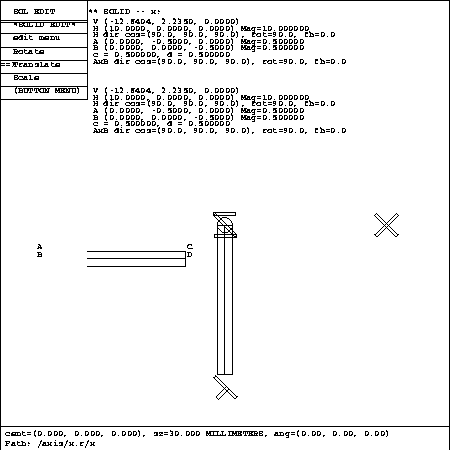 SOL EDIT
*SOLID EDIT*
edit menu
Rotate
==>Translate
Scale
(BUTTON MENU)
** SOLID -- x:
V (-12.8404, 2.2350, 0.0000)
H (10.0000, 0.0000, 0.0000) Mag=10.000000
H dir cos=(90.0, 90.0, 90.0), rot=90.0, fb=0.0
A (0.0000, -0.5000, 0.0000) Mag=0.500000
B (0.0000, 0.0000, -0.5000) Mag=0.500000
c = 0.500000, d = 0.500000
AxB dir cos=(90.0, 90.0, 90.0), rot=90.0, fb=0.0
V (-12.8404, 2.2350, 0.0000)
H (10.0000, 0.0000, 0.0000) Mag=10.000000
H dir cos=(90.0, 90.0, 90.0), rot=90.0, fb=0.0
A (0.0000, -0.5000, 0.0000) Mag=0.500000
B (0.0000, 0.0000, -0.5000) Mag=0.500000
c = 0.500000, d = 0.500000
AxB dir cos=(90.0, 90.0, 90.0), rot=90.0, fb=0.0
A C
B D
cent=(0.000, 0.000, 0.000), sz=30.000 MILLIMETERS, ang=(0.00, 0.00, 0.00)
Path: /axis/x.r/x